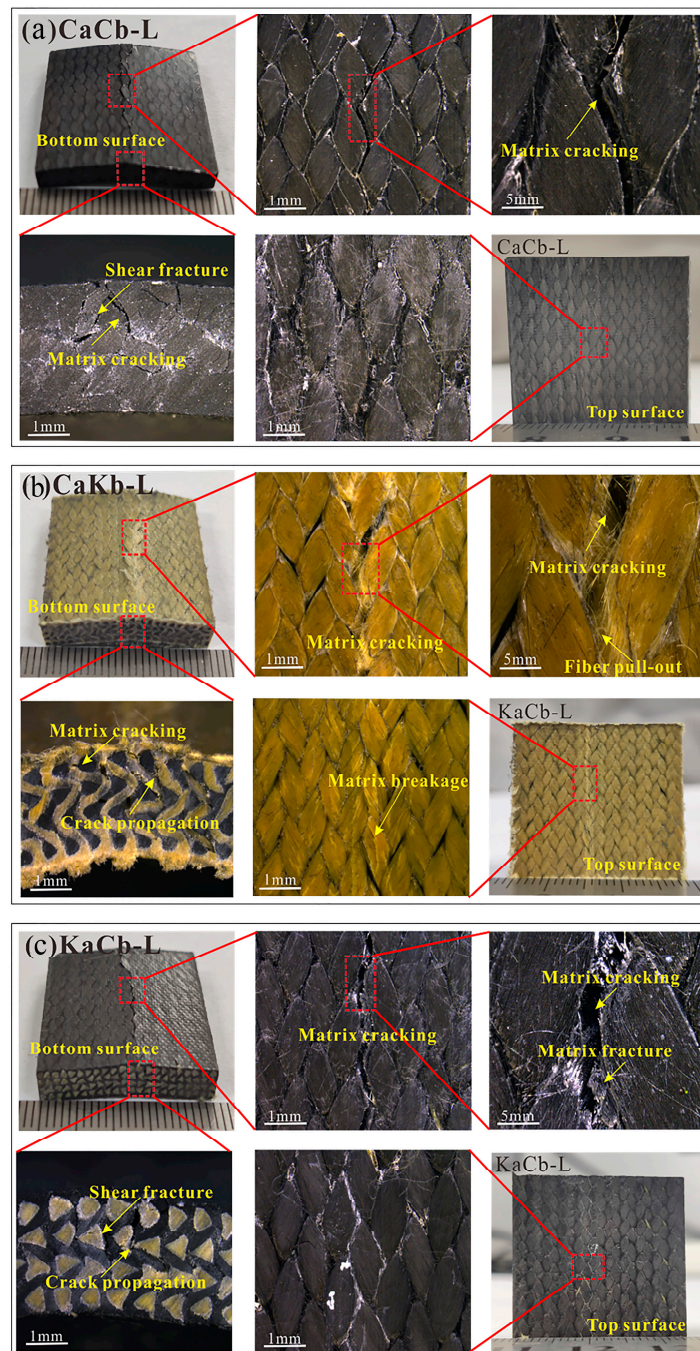 (a)CaCb-L
Bottom surface
1mm
Matrix cracking
5mm
Shear fracture
Matrix cracking
1mm
1mm
CaCb-L
Top surface
(b)CaKb-L
Bottom surface
Matrix cracking
1mm
Matrix cracking
Fiber pull-out
5mm
Matrix cracking
Crack propagation
1mm
Matrix breakage
1mm
KaCb-L
Top surface
(c)KaCb-L
Bottom surface
Matrix cracking
1mm
Matrix cracking
Matrix fracture
5mm
Shear fracture
Crack propagation
1mm
1mm
KaCb-L
Top surface